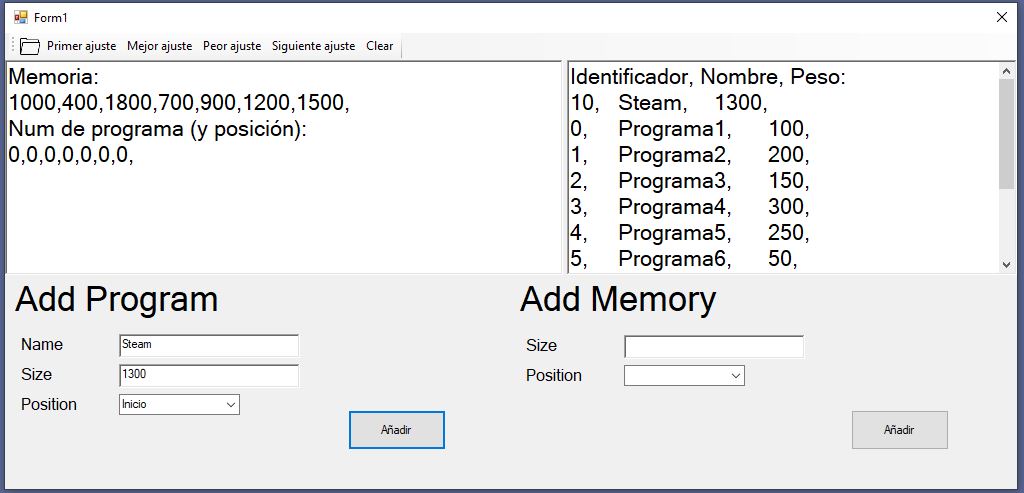 Form1
Primer ajuste Mejor ajuste Peor ajuste Siguiente ajuste Clear
Memoria:
1000,400,1800,700,900,1200,1500,
Num de programa (y posición):
0,0,0,0,0,0,0,
Identificador, Nombre, Peso:
10, Steam, 1300,
0, Programa1, 100,
1, Programa2, 200,
2, Programa3, 150,
3, Programa4, 300,
4, Programa5, 250,
5, Programa6, 50,
Add Program
Name Steam
Size 1300
Position Inicio
Añadir
Add Memory
Size
Position
Añadir